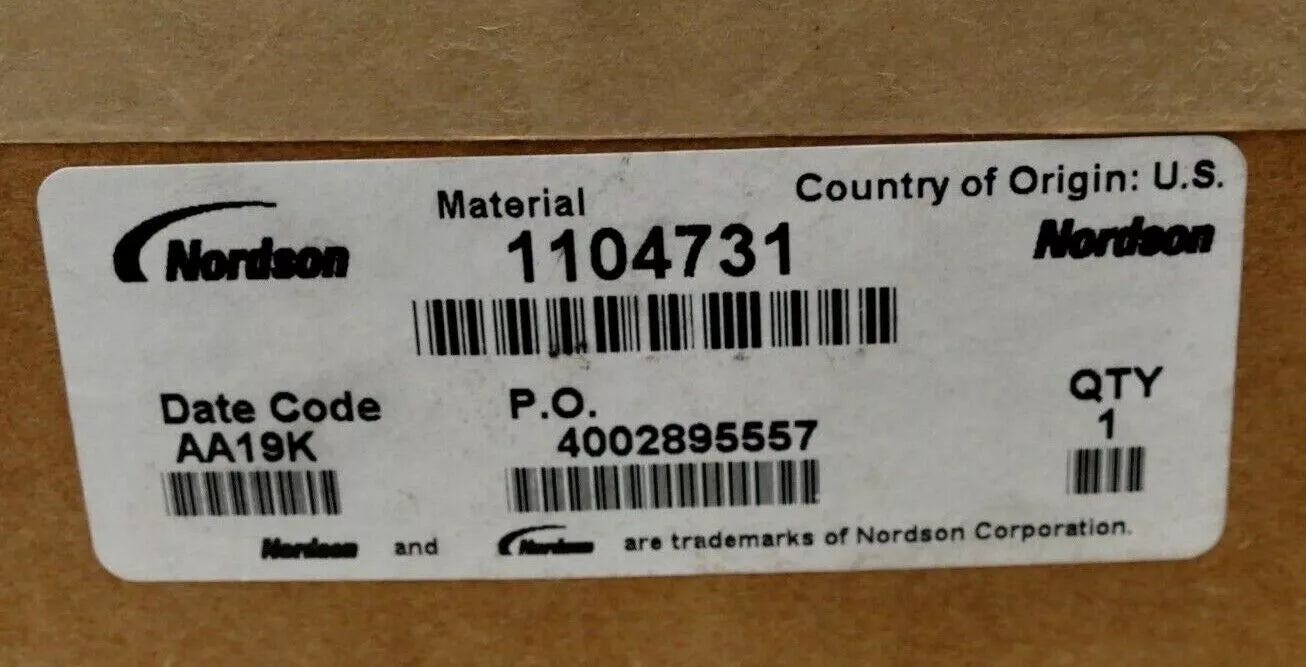 Material
Country of Origin: U.S.
Nordson
1104731
Nordson
Date Code
P.O.
QTY
AA19K
4002895557
1
Nordson and Nordson are trademarks of Nordson Corporation.